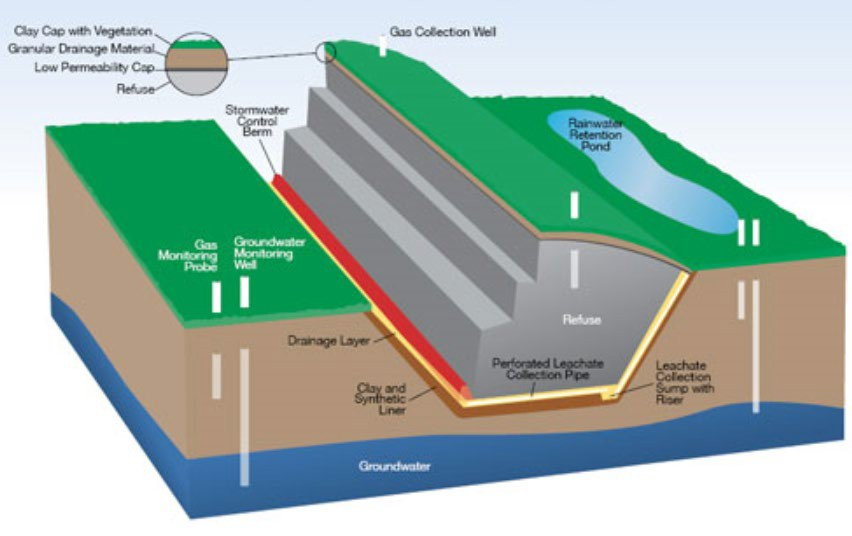 Clay Cap with Vegetation
Granular Drainage Material
Low Permeability Cap
Refuse
Gas Collection Well
Stormwater
Control
Berm
Rainwater
Retention
Pond
Gas
Monitoring
Probe
Groundwater
Monitoring
Well
Refuse
Drainage Layer
Perforated Leachate
Collection Pipe
Leachate
Collection
Sump with
Riser
Clay and
Synthetic
Liner
Groundwater